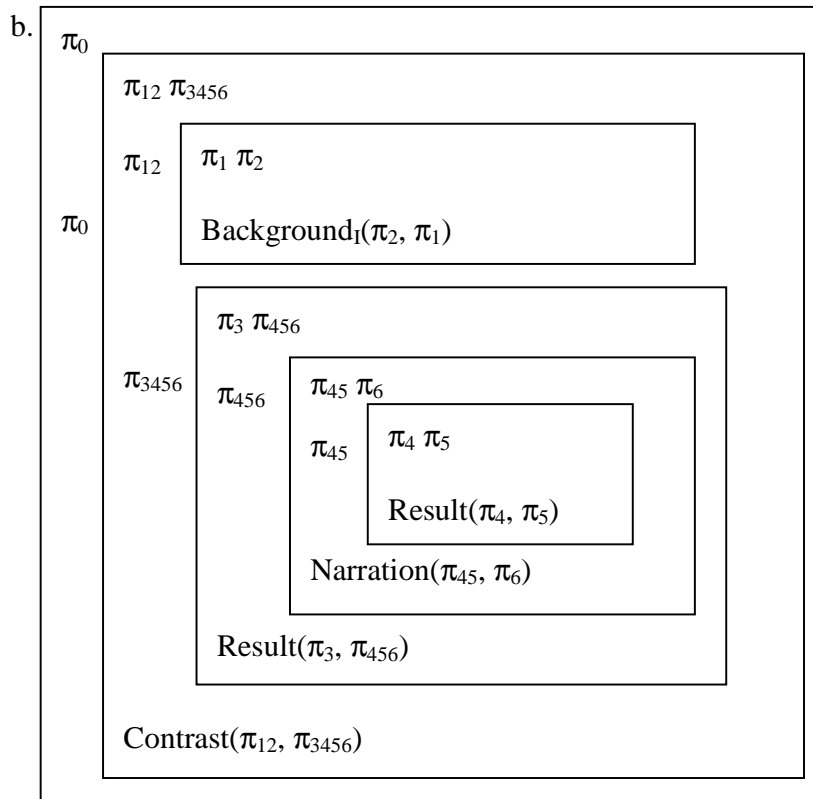 b.
π₀
π₁₂ π₃₄₅₆
π₁₂ π₁ π₂
π₀ Background_I(π₂, π₁)
π₃ π₄₅₆
π₃₄₅₆ π₄₅₆ π₄₅ π₆
π₄₅ π₄ π₅
Result(π₄, π₅)
Narration(π₄₅, π₆)
Result(π₃, π₄₅₆)
Contrast(π₁₂, π₃₄₅₆)